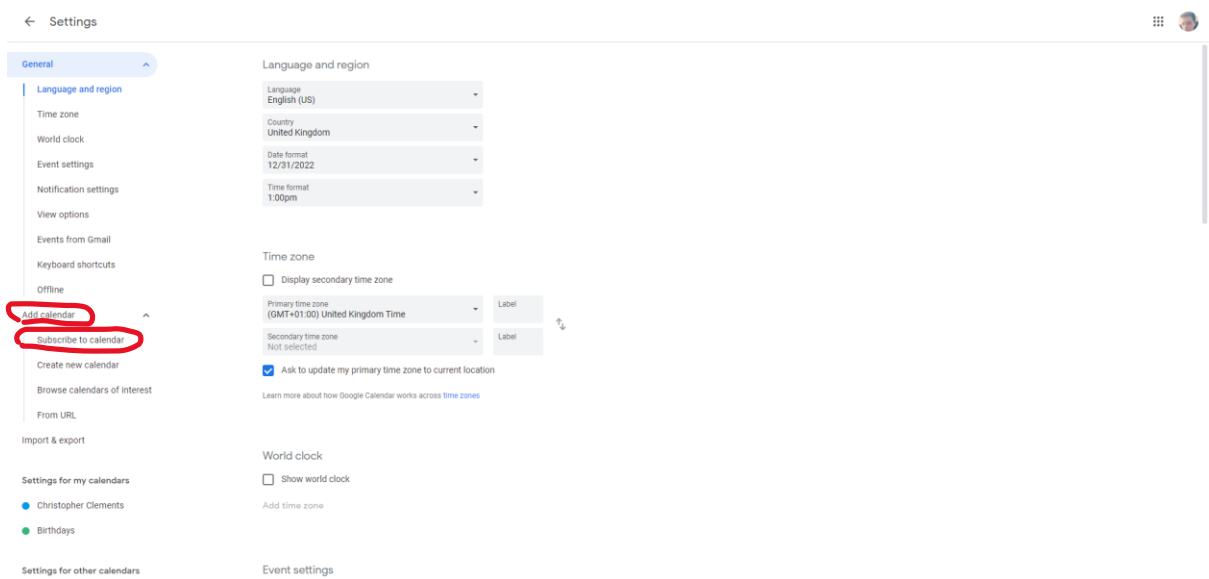 Settings
General
Language and region
Time zone
World clock
Event settings
Notification settings
View options
Events from Gmail
Keyboard shortcuts
Offline
Add calendar
Subscribe to calendar
Create new calendar
Browse calendars of interest
From URL
Import & export
Settings for my calendars
Christopher Clements
Birthdays
Settings for other calendars
Language and region
Language
English (US)
Country
United Kingdom
Date format
12/31/2022
Time format
1:00pm
Time zone
Display secondary time zone
Primary time zone
(GMT+01:00) United Kingdom Time
Label
Secondary time zone
Not selected
Label
Ask to update my primary time zone to current location
Learn more about how Google Calendar works across time zones
World clock
Show world clock
Add time zone
Event settings